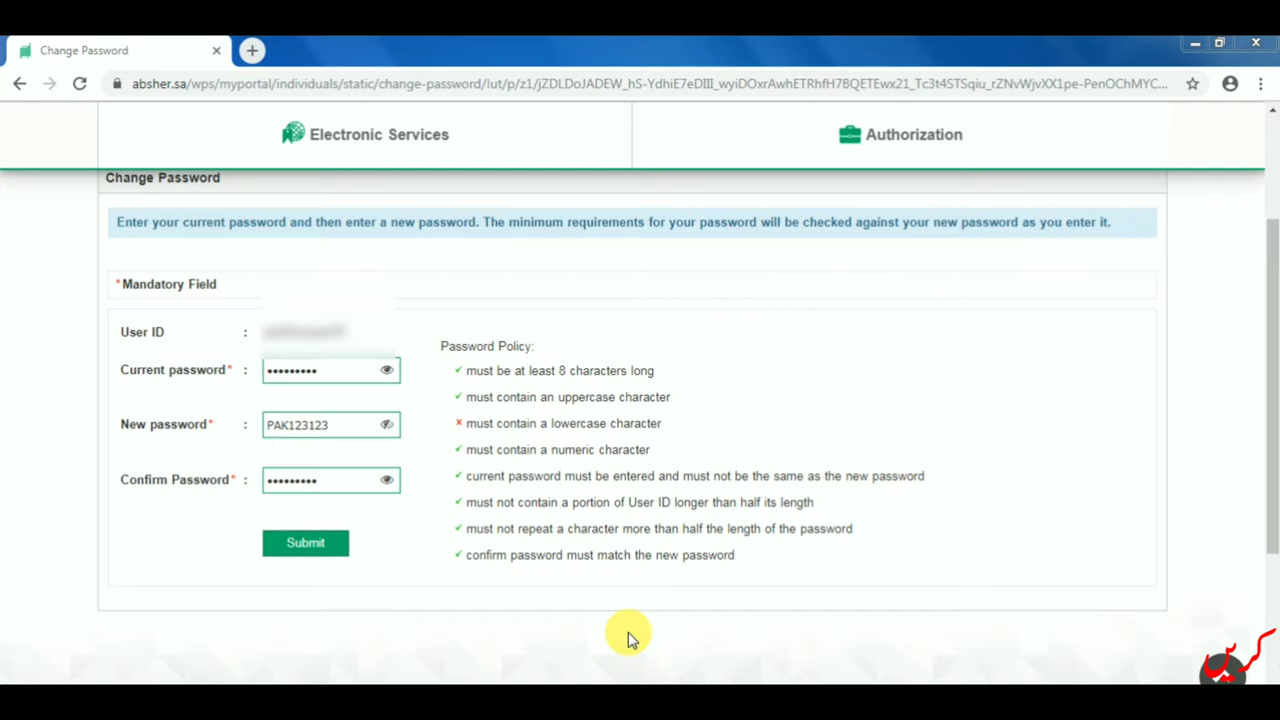 Change Password
absher.sa/wps/myportal/individuals/static/change-password/
Electronic Services
Authorization
Change Password
Enter your current password and then enter a new password. The minimum requirements for your password will be checked against your new password as you enter it.
*Mandatory Field
User ID :
Current password* : •••••••••
New password* : PAK123123
Confirm Password* : •••••••••
Submit
Password Policy:
✓ must be at least 8 characters long
✓ must contain an uppercase character
x must contain a lowercase character
✓ must contain a numeric character
✓ current password must be entered and must not be the same as the new password
✓ must not contain a portion of User ID longer than half its length
✓ must not repeat a character more than half the length of the password
✓ confirm password must match the new password
کریں